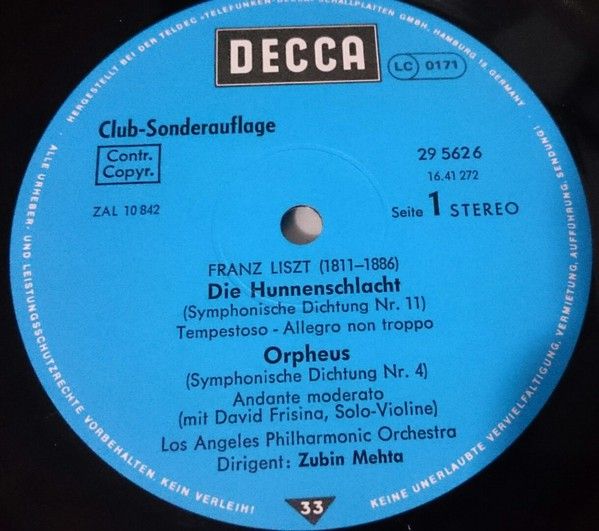 HERGESTELLT BEI DER TELDEC »TELEFUNKEN-DECCA« SCHALLPLATTEN GMBH, HAMBURG 19, GERMANY ·
DECCA
LC 0171
Club-Sonderauflage
Contr.
Copyr.
29 562 6
16.41 272
ZAL 10 842
Seite 1 STEREO
FRANZ LISZT (1811–1886)
Die Hunnenschlacht
(Symphonische Dichtung Nr. 11)
Tempestoso - Allegro non troppo
Orpheus
(Symphonische Dichtung Nr. 4)
Andante moderato
(mit David Frisina, Solo-Violine)
Los Angeles Philharmonic Orchestra
Dirigent: Zubin Mehta
33
· ALLE URHEBER- UND LEISTUNGSSCHUTZRECHTE VORBEHALTEN. KEIN VERLEIH!
KEINE UNERLAUBTE VERVIELFÄLTIGUNG, VERMIETUNG, AUFFÜHRUNG, SENDUNG!